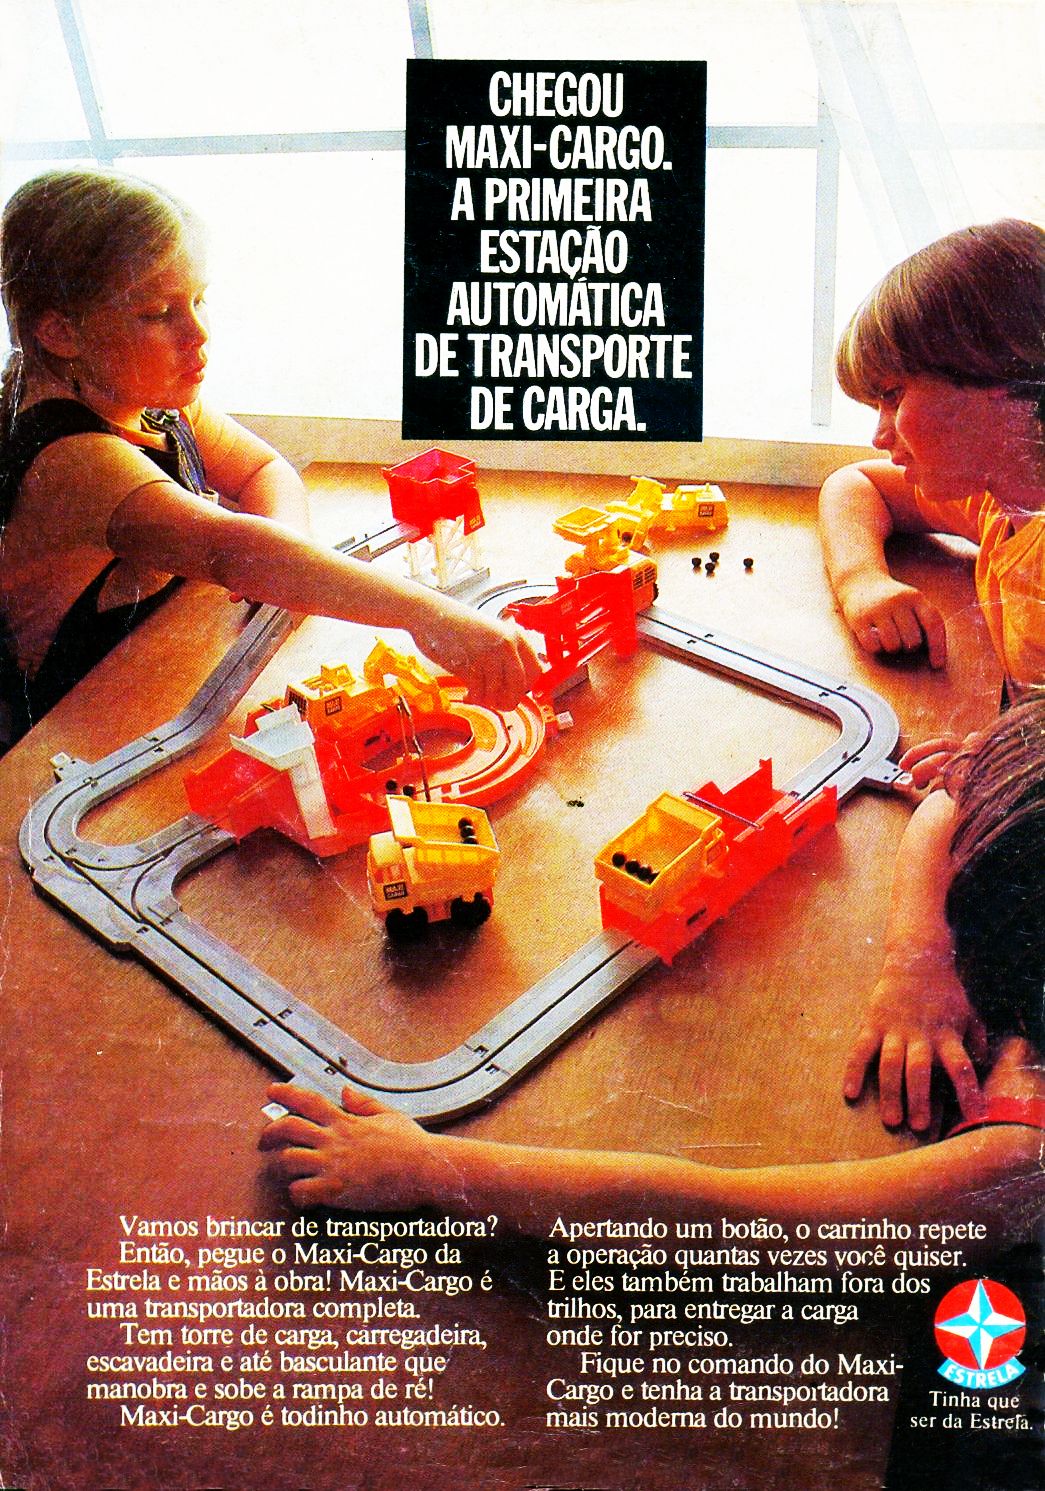 CHEGOU
MAXI-CARGO.
A PRIMEIRA
ESTAÇÃO
AUTOMÁTICA
DE TRANSPORTE
DE CARGA.
MAXI
CARGO
Vamos brincar de transportadora?
Então, pegue o Maxi-Cargo da
Estrela e mãos à obra! Maxi-Cargo é
uma transportadora completa.
Tem torre de carga, carregadeira,
escavadeira e até basculante que
manobra e sobe a rampa de ré!
Maxi-Cargo é todinho automático.
Apertando um botão, o carrinho repete
a operação quantas vezes você quiser.
E eles também trabalham fora dos
trilhos, para entregar a carga
onde for preciso.
Fique no comando do Maxi-
Cargo e tenha a transportadora
mais moderna do mundo!
ESTRELA
Tinha que
ser da Estrela.